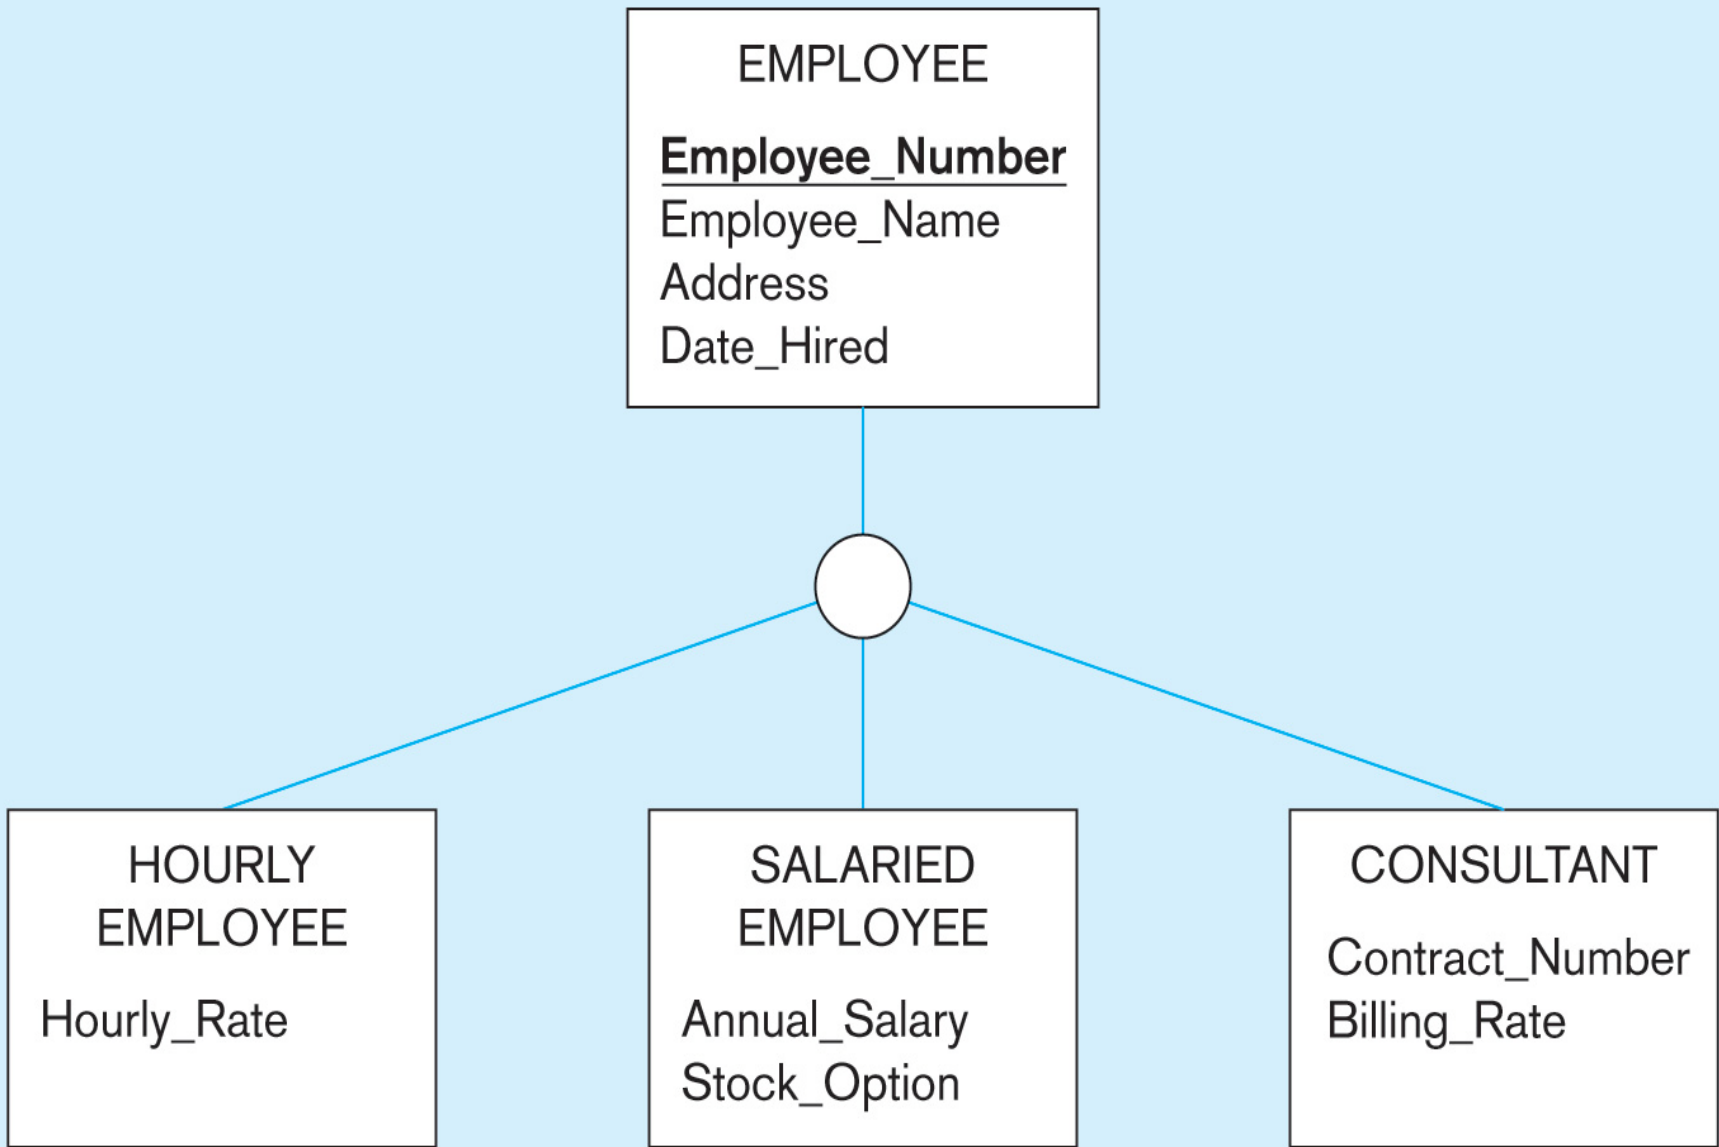 EMPLOYEE
Employee_Number
Employee_Name
Address
Date_Hired
HOURLY
EMPLOYEE
Hourly_Rate
SALARIED
EMPLOYEE
Annual_Salary
Stock_Option
CONSULTANT
Contract_Number
Billing_Rate